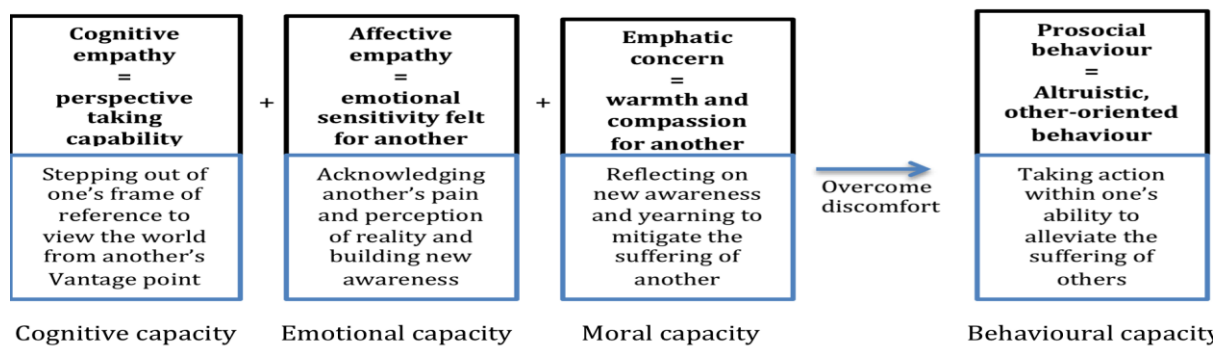 Cognitive
empathy
=
perspective
taking
capability
Stepping out of
one's frame of
reference to
view the world
from another's
Vantage point
Cognitive capacity
+
Affective
empathy
=
emotional
sensitivity felt
for another
Acknowledging
another's pain
and perception
of reality and
building new
awareness
Emotional capacity
+
Emphatic
concern
=
warmth and
compassion
for another
Reflecting on
new awareness
and yearning to
mitigate the
suffering of
another
Moral capacity
Overcome
discomfort
Prosocial
behaviour
=
Altruistic,
other-oriented
behaviour
Taking action
within one's
ability to
alleviate the
suffering of
others
Behavioural capacity